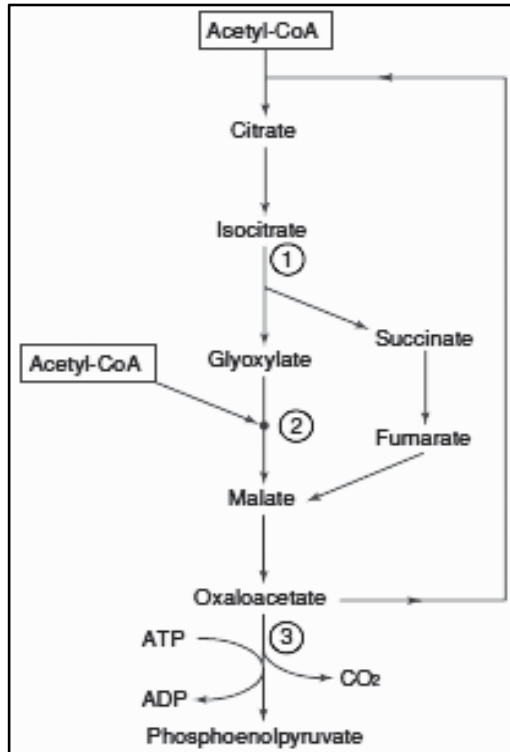 Acetyl-CoA
Citrate
Isocitrate
1
Succinate
Glyoxylate
Acetyl-CoA
2
Fumarate
Malate
Oxaloacetate
3
ATP
CO₂
ADP
Phosphoenolpyruvate